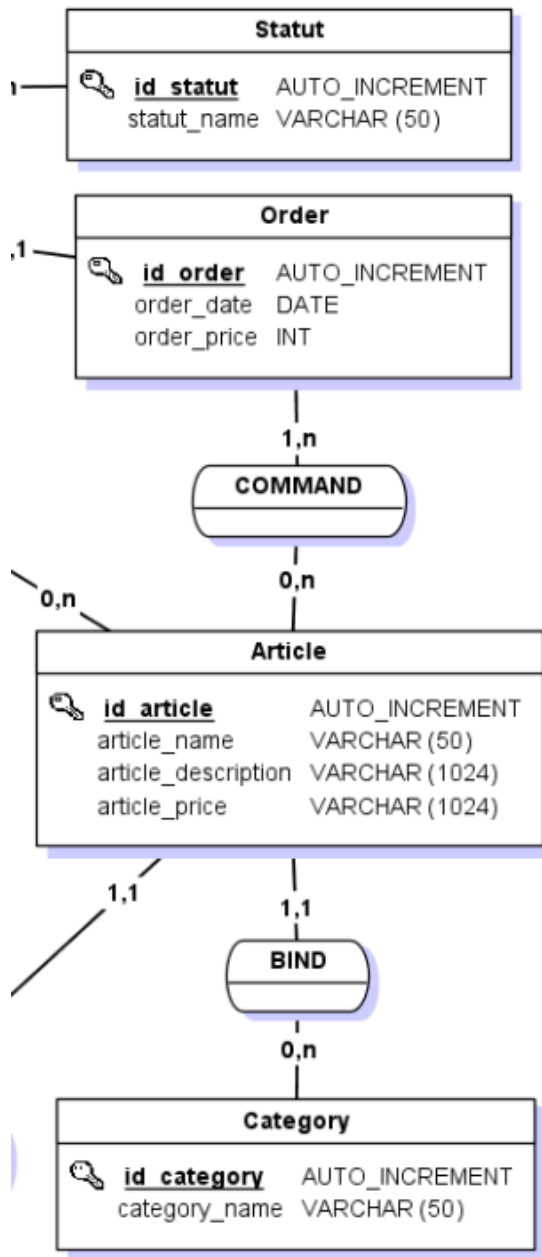 Statut
n
id_statut AUTO_INCREMENT
statut_name VARCHAR (50)
Order
,1
id_order AUTO_INCREMENT
order_date DATE
order_price INT
1,n
COMMAND
0,n
0,n
Article
id_article AUTO_INCREMENT
article_name VARCHAR (50)
article_description VARCHAR (1024)
article_price VARCHAR (1024)
1,1
1,1
BIND
0,n
Category
id_category AUTO_INCREMENT
category_name VARCHAR (50)